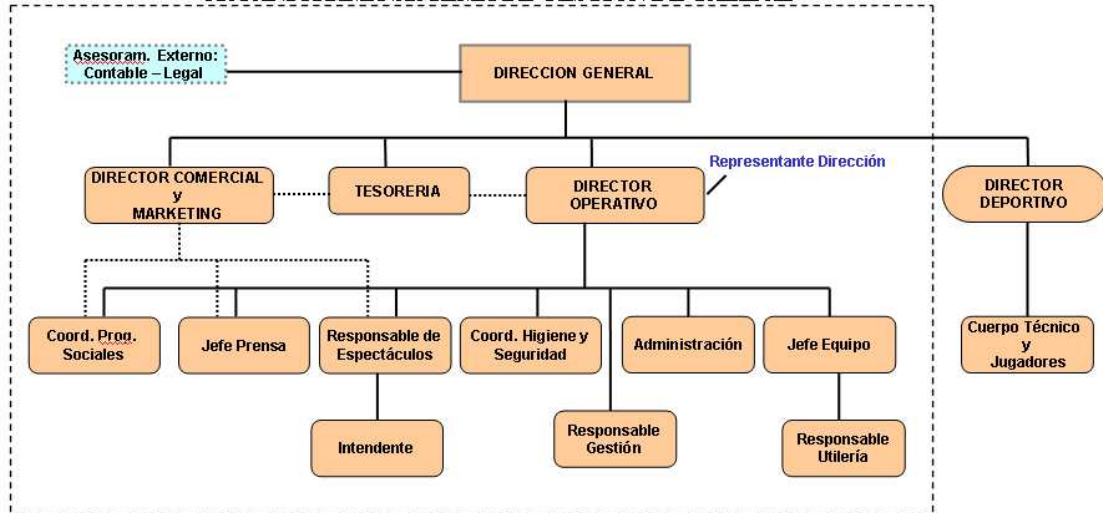 Asesoram. Externo:
Contable – Legal
DIRECCION GENERAL
Representante Dirección
DIRECTOR COMERCIAL
y
MARKETING
TESORERIA
DIRECTOR
OPERATIVO
DIRECTOR
DEPORTIVO
Coord. Prog.
Sociales
Jefe Prensa
Responsable de
Espectáculos
Coord. Higiene y
Seguridad
Administración
Jefe Equipo
Cuerpo Técnico
y
Jugadores
Intendente
Responsable
Gestión
Responsable
Utilería